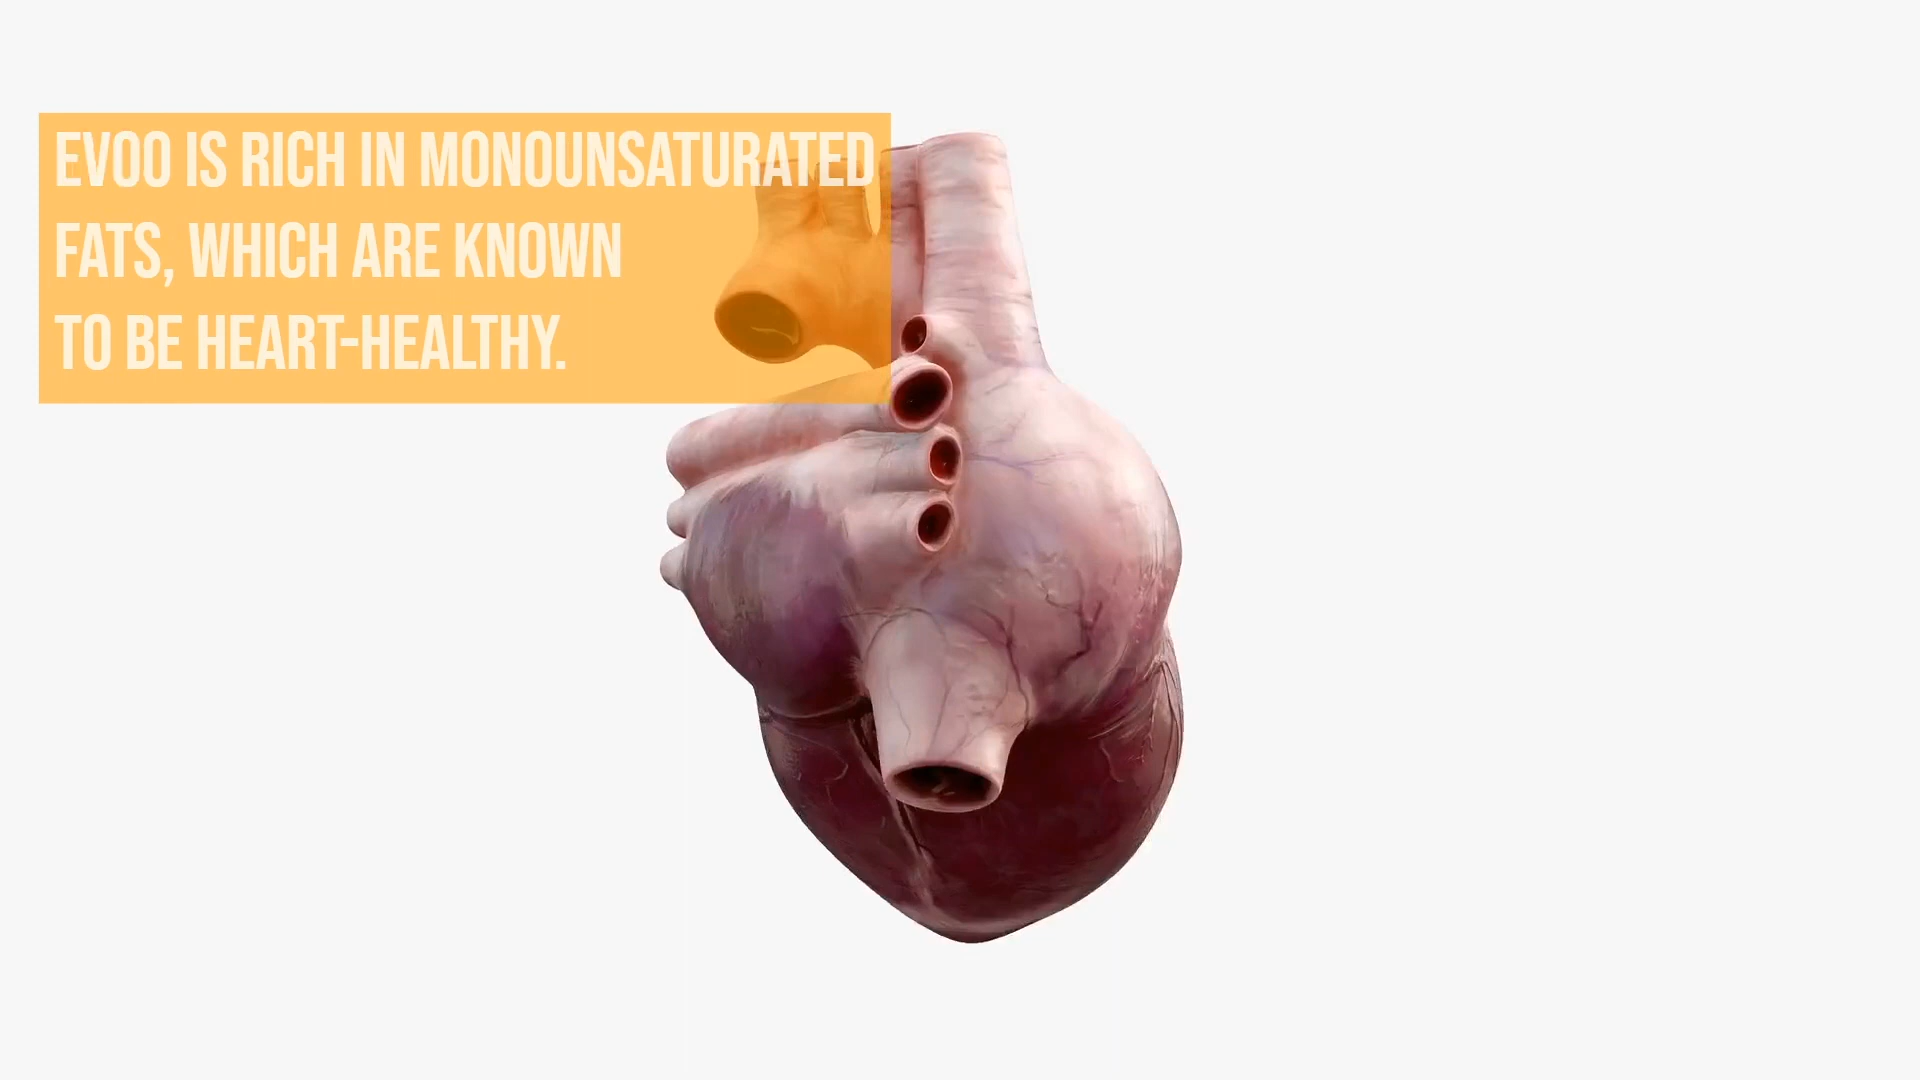 EVOO IS RICH IN MONOUNSATURATED
FATS, WHICH ARE KNOWN
TO BE HEART-HEALTHY.